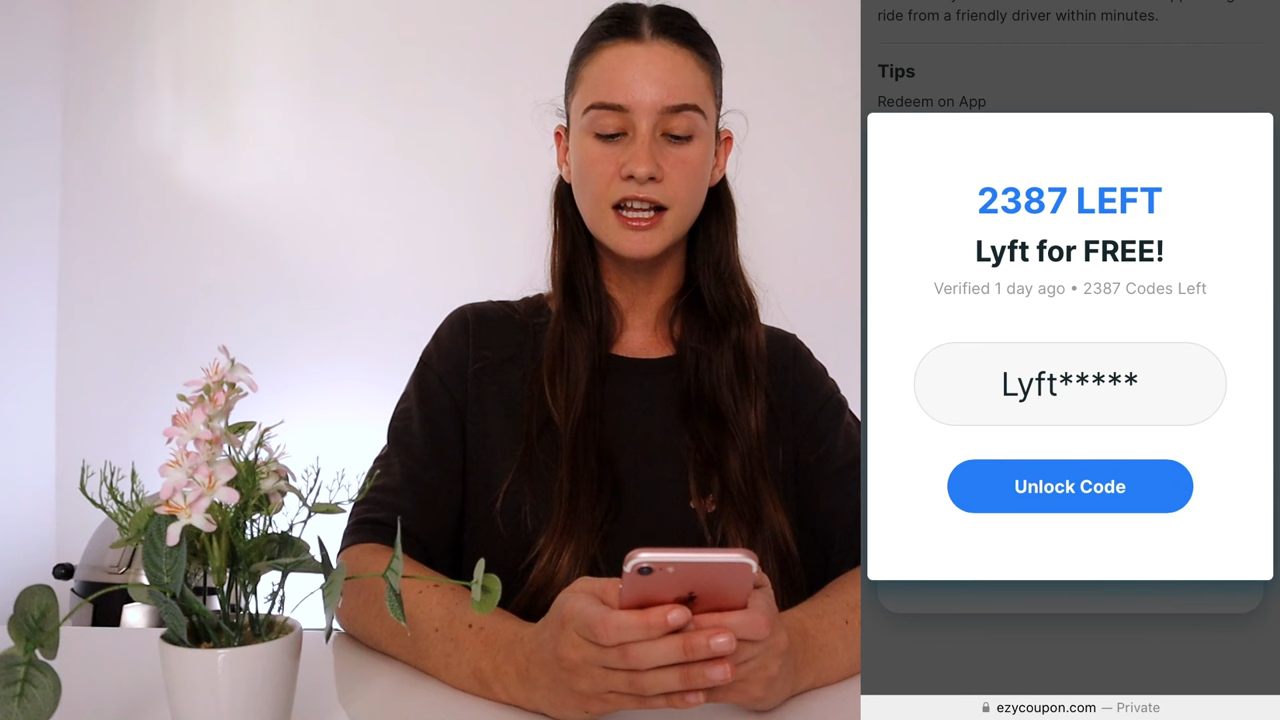 ride from a friendly driver within minutes.
Tips
Redeem on App
2387 LEFT
Lyft for FREE!
Verified 1 day ago • 2387 Codes Left
Lyft*****
Unlock Code
ezycoupon.com — Private